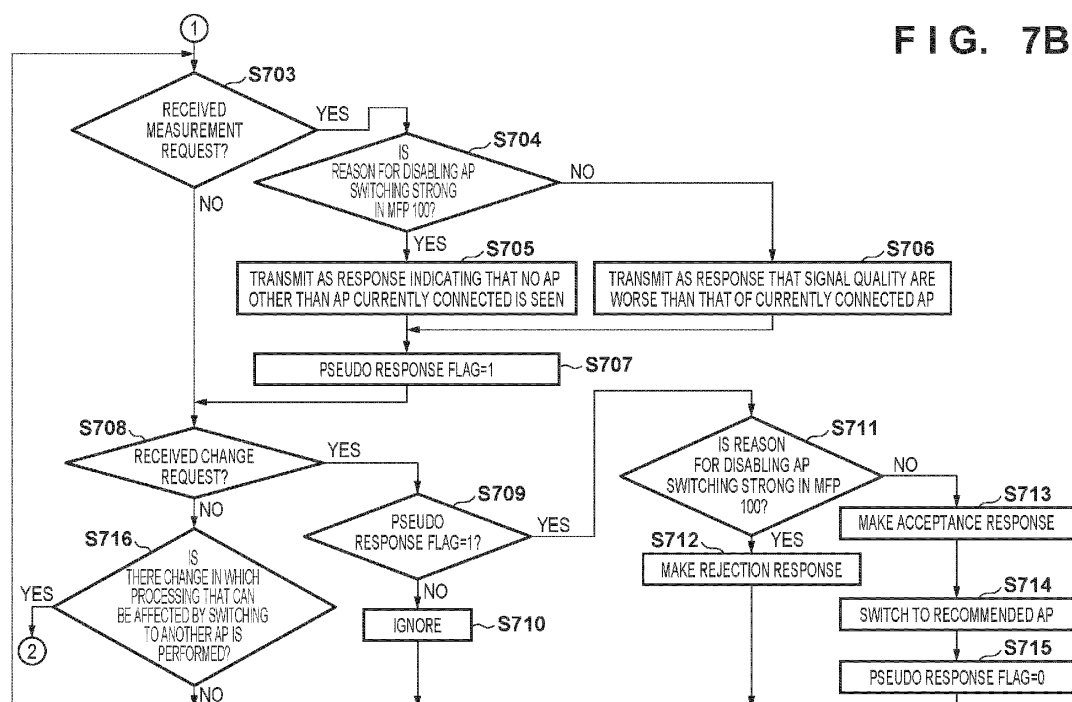 FIG. 7B
1
S703
RECEIVED
MEASUREMENT
REQUEST?
YES
NO
S704
IS
REASON FOR DISABLING AP
SWITCHING STRONG
IN MFP 100?
NO
YES
S705
TRANSMIT AS RESPONSE INDICATING THAT NO AP
OTHER THAN AP CURRENTLY CONNECTED IS SEEN
S706
TRANSMIT AS RESPONSE THAT SIGNAL QUALITY ARE
WORSE THAN THAT OF CURRENTLY CONNECTED AP
PSEUDO RESPONSE FLAG=1
S707
S708
RECEIVED CHANGE
REQUEST?
YES
NO
S709
PSEUDO
RESPONSE FLAG=1?
YES
NO
IGNORE
S710
S711
IS REASON
FOR DISABLING AP
SWITCHING STRONG IN MFP
100?
NO
YES
S712
MAKE REJECTION RESPONSE
S713
MAKE ACCEPTANCE RESPONSE
S714
SWITCH TO RECOMMENDED AP
S715
PSEUDO RESPONSE FLAG=0
S716
IS
THERE CHANGE IN WHICH
PROCESSING THAT CAN
BE AFFECTED BY SWITCHING
TO ANOTHER AP IS
PERFORMED?
YES
2
NO